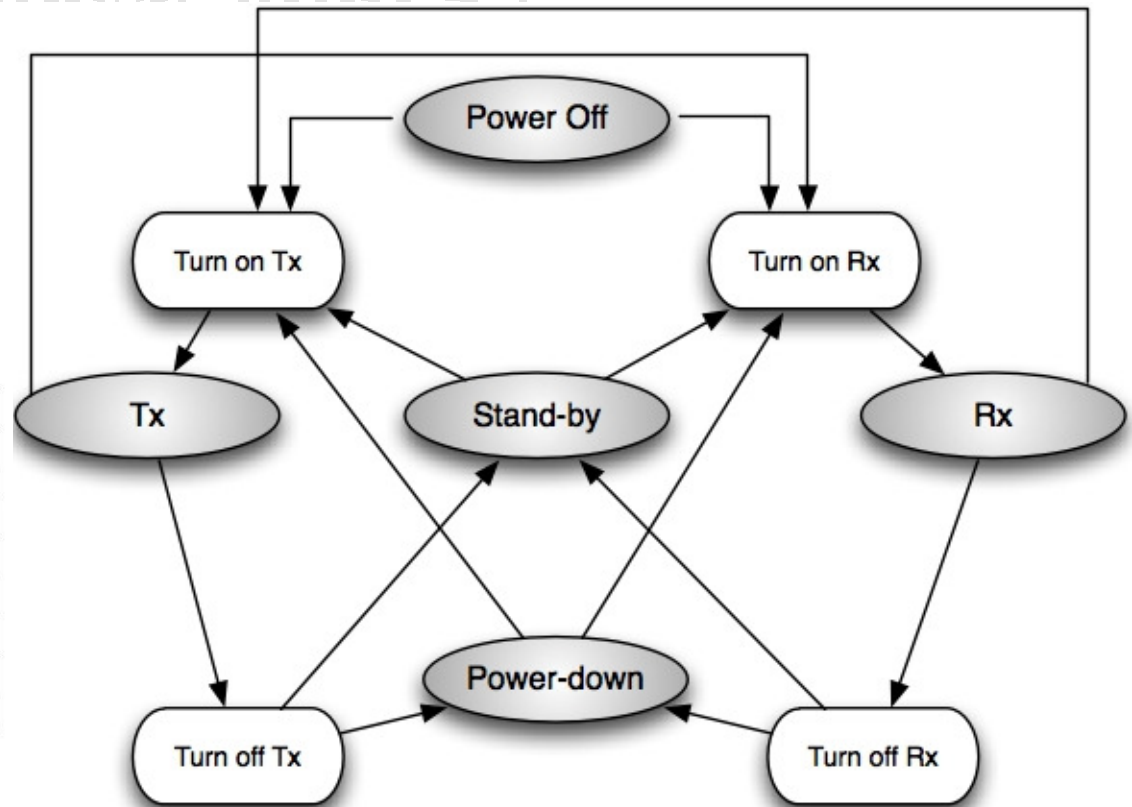 Power Off
Turn on Tx
Turn on Rx
Tx
Stand-by
Rx
Power-down
Turn off Tx
Turn off Rx